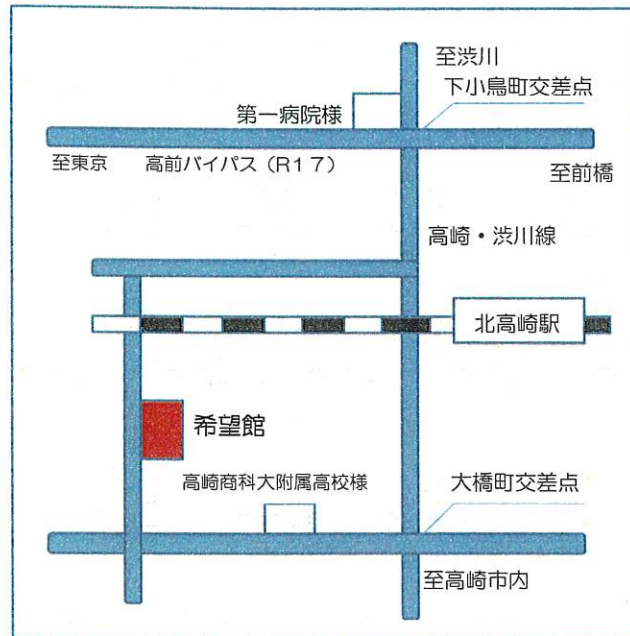 至渋川
下小鳥町交差点
第一病院様
至東京
高前バイパス（R１７）
至前橋
高崎・渋川線
北高崎駅
希望館
高崎商科大附属高校様
大橋町交差点
至高崎市内